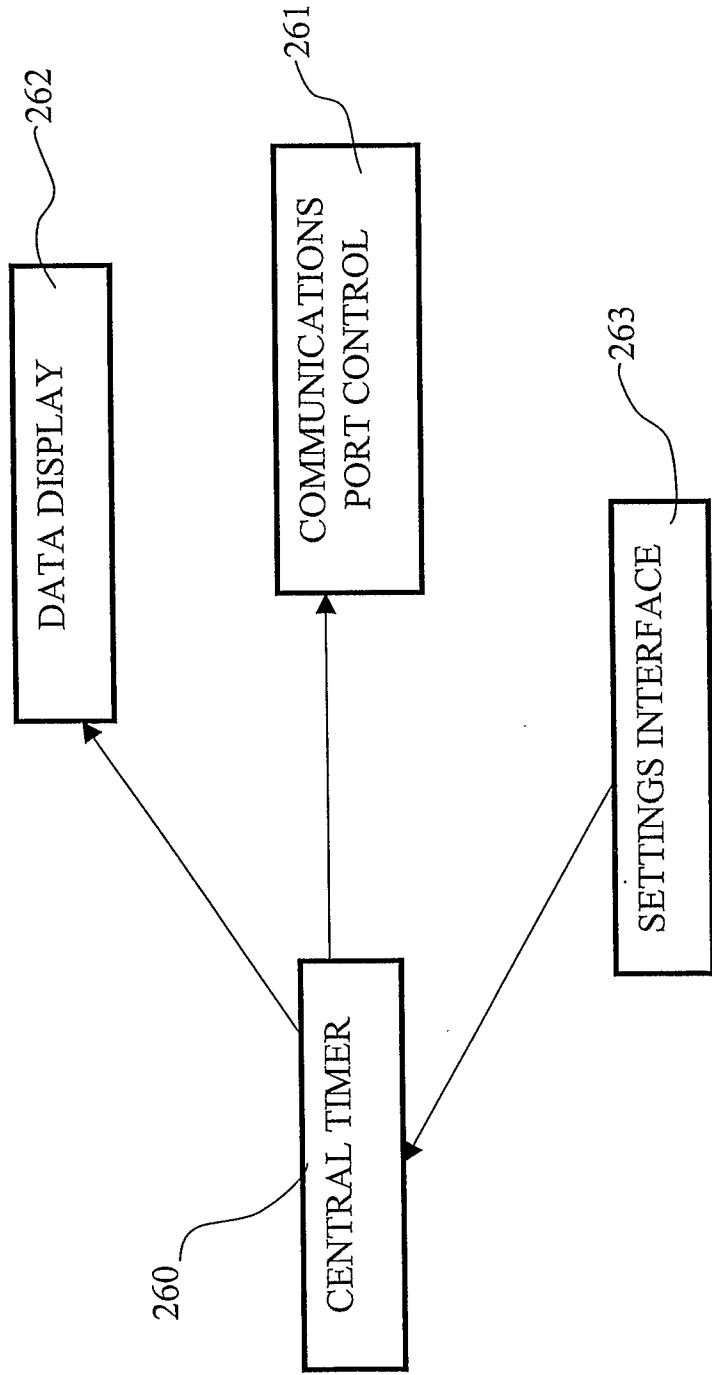 262
DATA DISPLAY
261
COMMUNICATIONS
PORT CONTROL
260
CENTRAL TIMER
263
SETTINGS INTERFACE